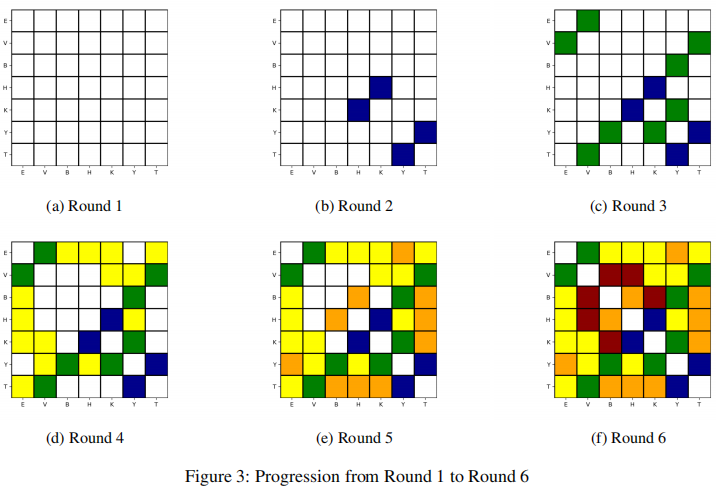 E
V
B
H
K
Y
T
E V B H K Y T
(a) Round 1
E
V
B
H
K
Y
T
E V B H K Y T
(b) Round 2
E
V
B
H
K
Y
T
E V B H K Y T
(c) Round 3
E
V
B
H
K
Y
T
E V B H K Y T
(d) Round 4
E
V
B
H
K
Y
T
E V B H K Y T
(e) Round 5
E
V
B
H
K
Y
T
E V B H K Y T
(f) Round 6
Figure 3: Progression from Round 1 to Round 6